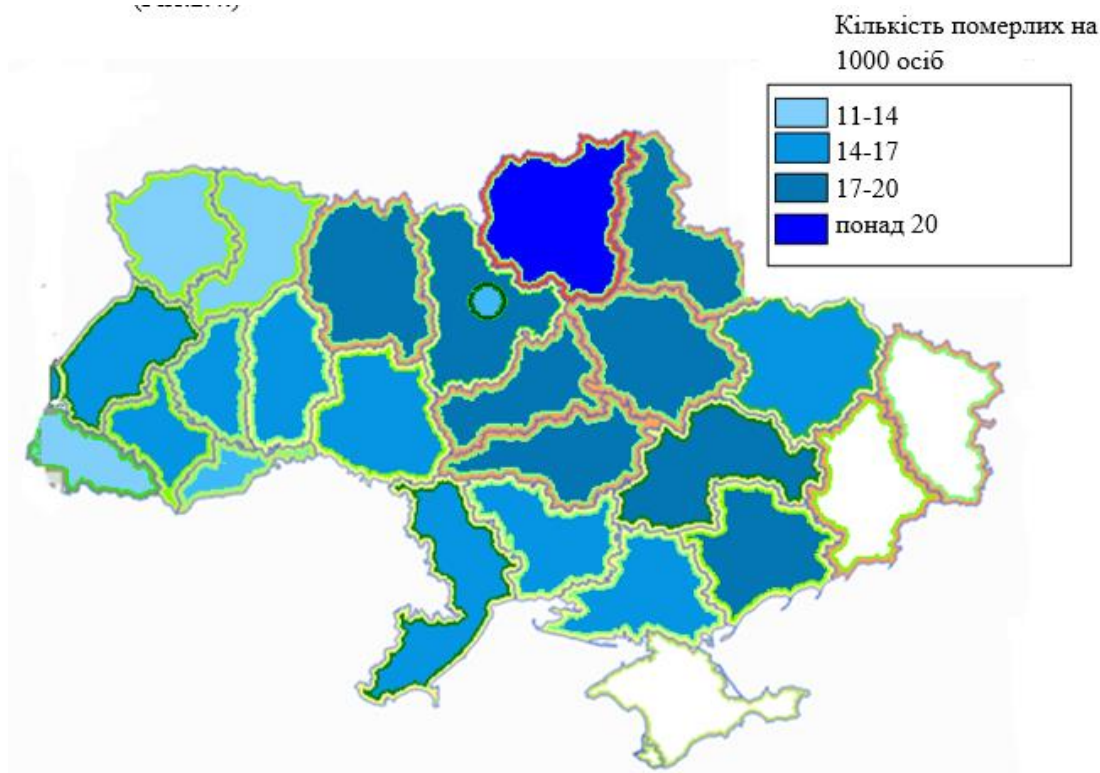 Кількість померлих на
1000 осіб
11-14
14-17
17-20
понад 20